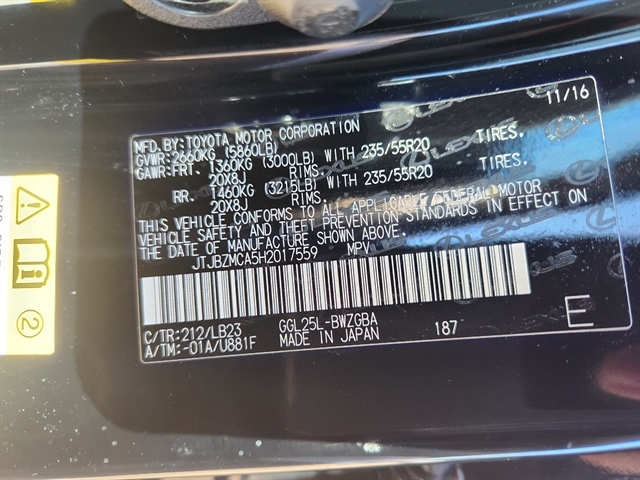 11/16
MFD.BY:TOYOTA MOTOR CORPORATION
GVWR:2660KG (5860LB)
GAWR:FRT. 1360KG (3000LB) WITH 235/55R20 TIRES,
20X8J RIMS,
RR. 1460KG (3215LB) WITH 235/55R20 TIRES,
20X8J RIMS,
THIS VEHICLE CONFORMS TO ALL APPLICABLE FEDERAL MOTOR
VEHICLE SAFETY AND THEFT PREVENTION STANDARDS IN EFFECT ON
THE DATE OF MANUFACTURE SHOWN ABOVE.
JTJBZMCA5H2017559 MPV
C/TR:212/LB23 GGL25L-BWZGBA
A/TM:-01A/U881F MADE IN JAPAN 187
E
LEXUS
LEXUS
2